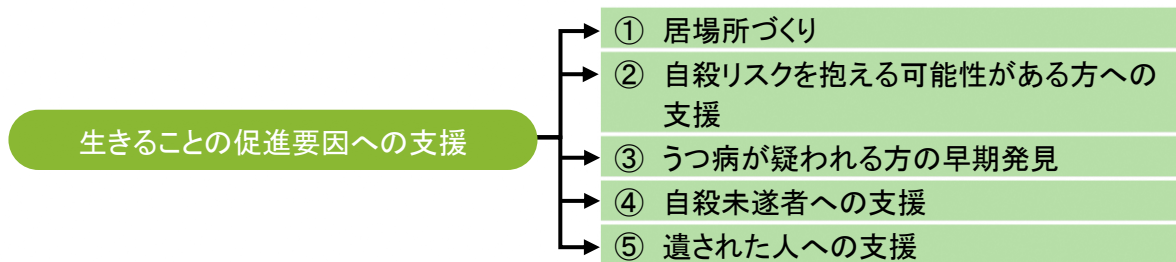 生きることの促進要因への支援
① 居場所づくり
② 自殺リスクを抱える可能性がある方への
支援
③ うつ病が疑われる方の早期発見
④ 自殺未遂者への支援
⑤ 遺された人への支援